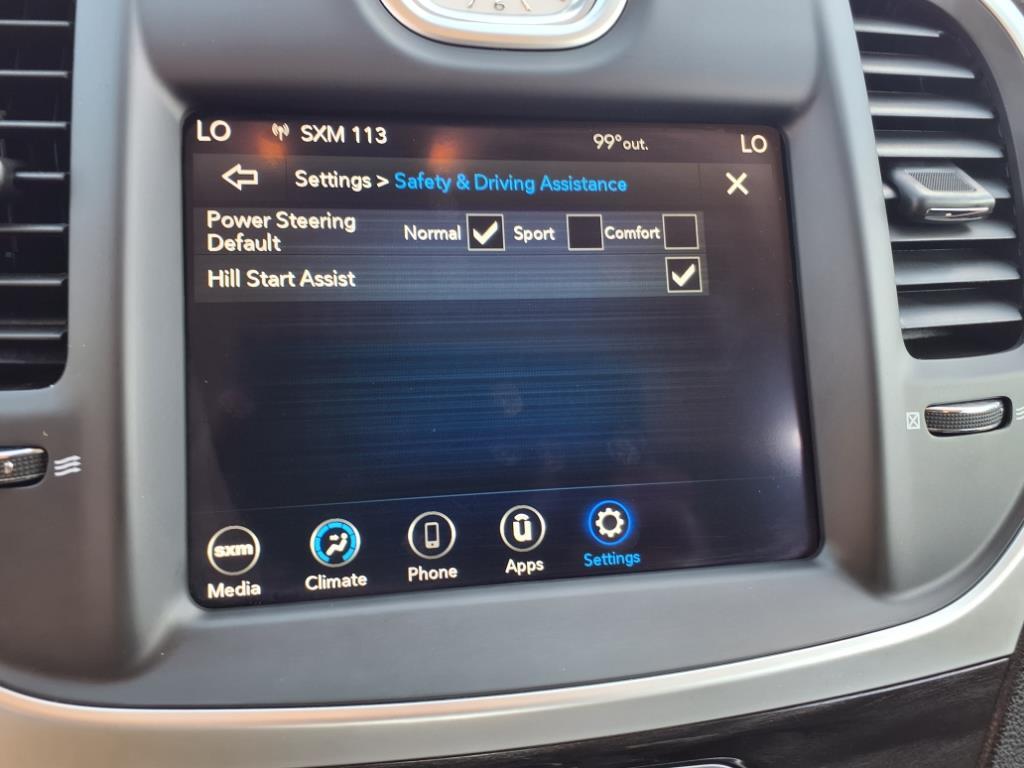 6
LO SXM 113 99°out. LO
Settings > Safety & Driving Assistance
Power Steering
Default
Normal Sport Comfort
Hill Start Assist
sxm
Media
Climate
Phone
ū
Apps
Settings